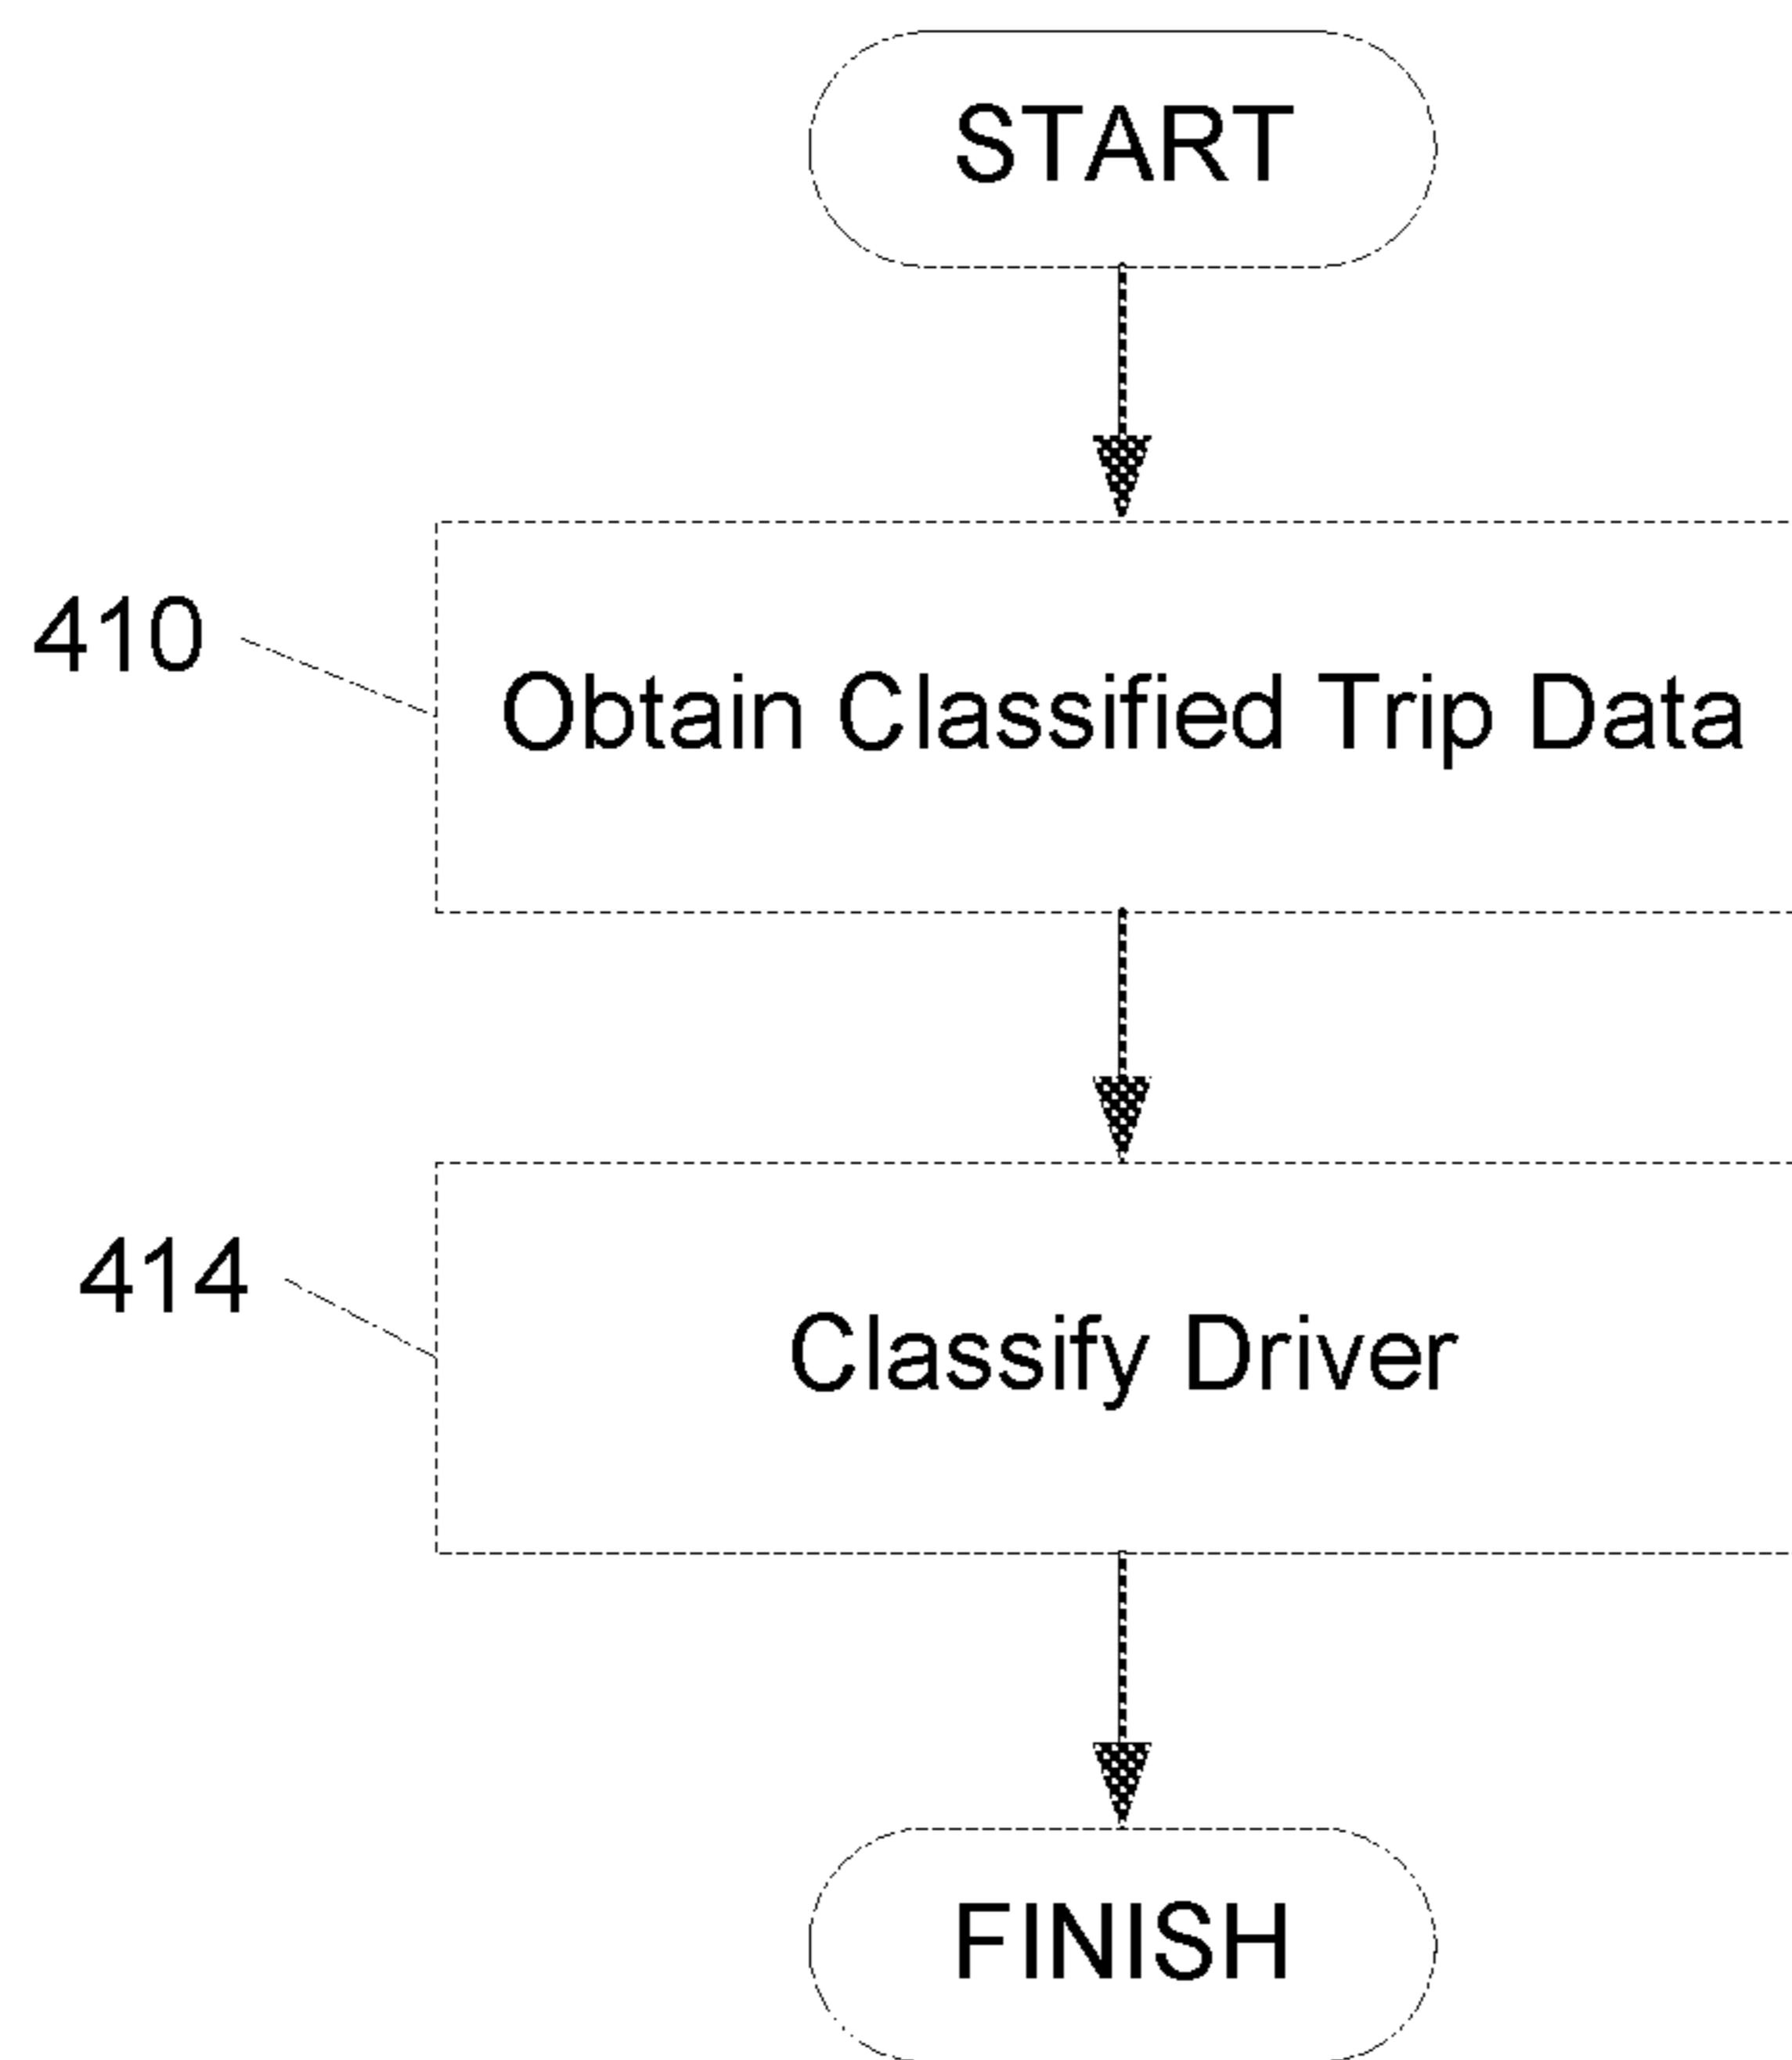 START
410
Obtain Classified Trip Data
414
Classify Driver
FINISH